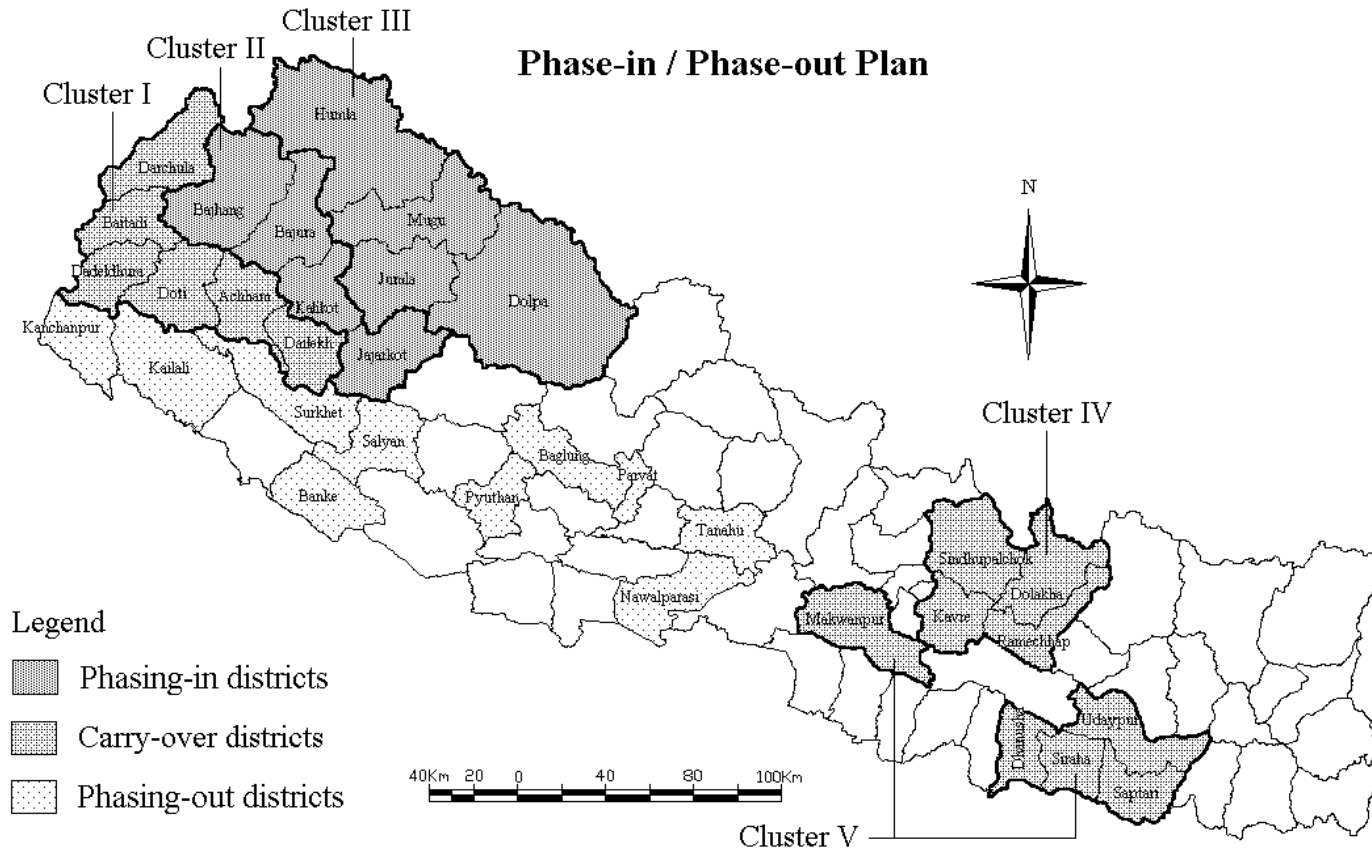 Cluster III
Cluster II
Phase-in / Phase-out Plan
Cluster I
Humla
Darchula
Bajhang
Baitadi
Mugu
Bajura
Dadeldhura
Jumla
Doti
Achham
Kalikot
Dolpa
Kanchanpur
Dailekh
Jajarkot
Kailali
Surkhet
Salyan
Baglung
Parvat
Banke
Pyuthan
Tanahu
Nawalparasi
N
Cluster IV
Sindhupalchok
Dolakha
Kavre
Makwanpur
Ramechhap
Udaypur
Dhanusha
Siraha
Saptari
Legend
Phasing-in districts
Carry-over districts
Phasing-out districts
40Km 20 0 40 80 100Km
Cluster V